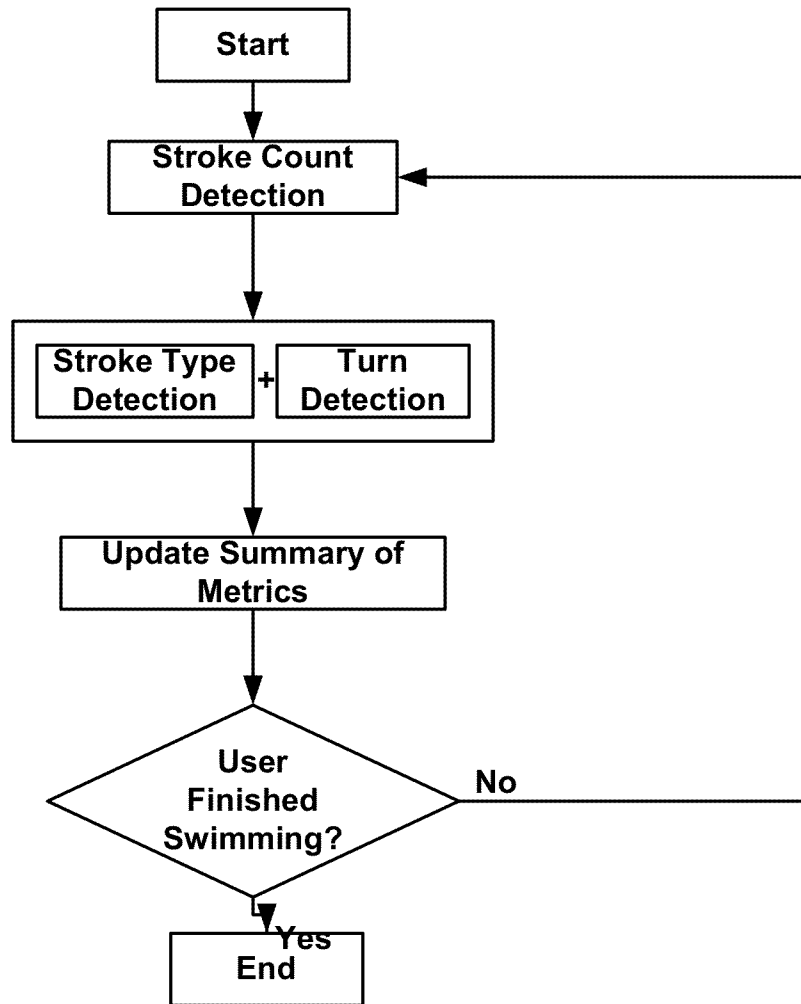 Start
Stroke Count
Detection
Stroke Type
Detection
+
Turn
Detection
Update Summary of
Metrics
User
Finished
Swimming?
No
Yes
End